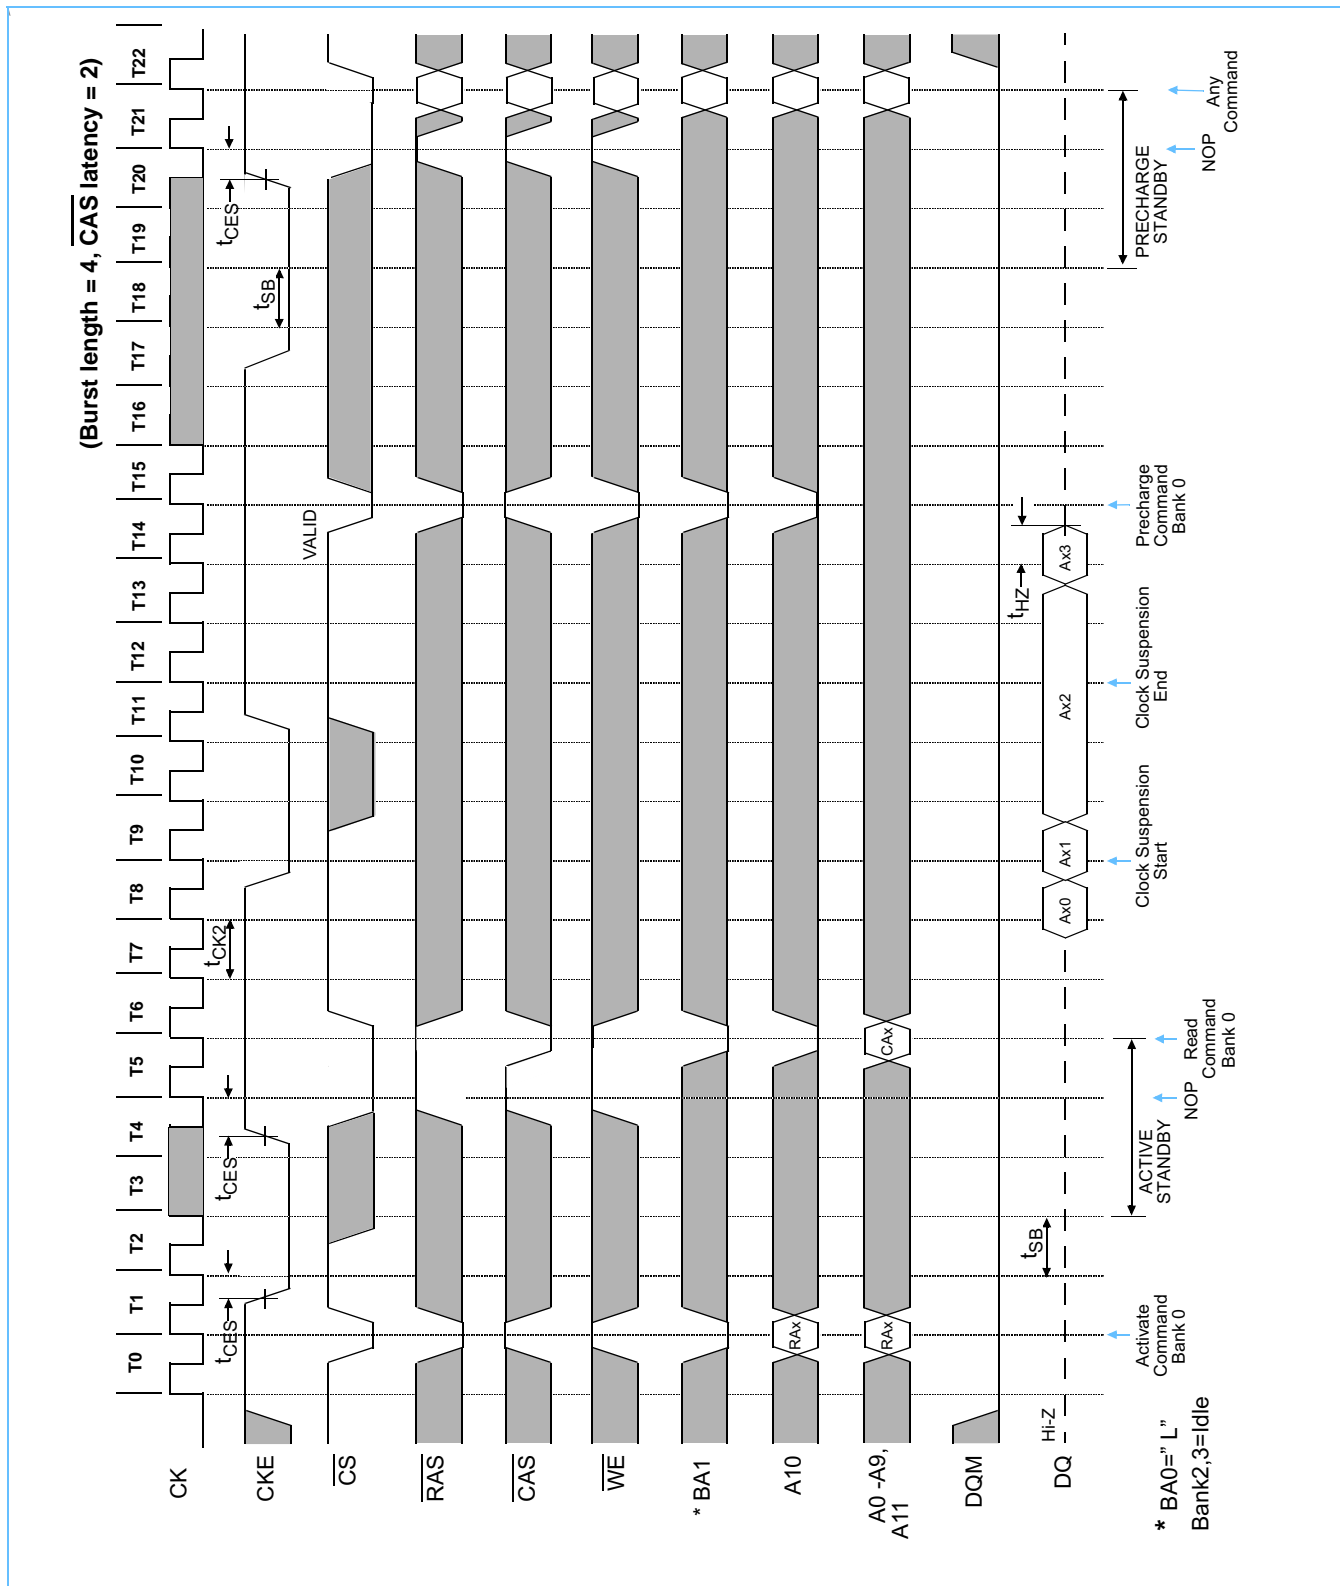 (Burst length = 4, CAS latency = 2)
T0 T1 T2 T3 T4 T5 T6 T7 T8 T9 T10 T11 T12 T13 T14 T15 T16 T17 T18 T19 T20 T21 T22
CK
tCES tCES tCK2 tCES
CKE
tSB
CS
VALID
RAS
CAS
WE
* BA1
A10
RAx
A0 -A9,
A11
RAx CAx
DQM
DQ
Hi-Z
tSB
Ax0 Ax1 Ax2 Ax3
tHZ
ACTIVE
STANDBY
PRECHARGE
STANDBY
Activate
Command
Bank 0
NOP
Read
Command
Bank 0
Clock Suspension
Start
Clock Suspension
End
Precharge
Command
Bank 0
NOP
Any
Command
* BA0=” L”
Bank2,3=Idle